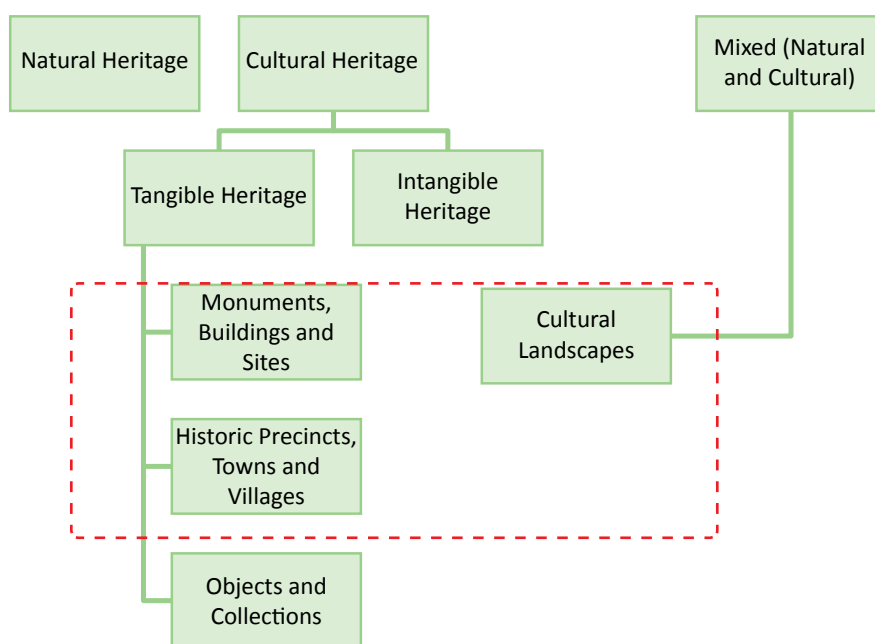 Natural Heritage
Cultural Heritage
Mixed (Natural
and Cultural)
Tangible Heritage
Intangible
Heritage
Monuments,
Buildings and
Sites
Cultural
Landscapes
Historic Precincts,
Towns and
Villages
Objects and
Collections